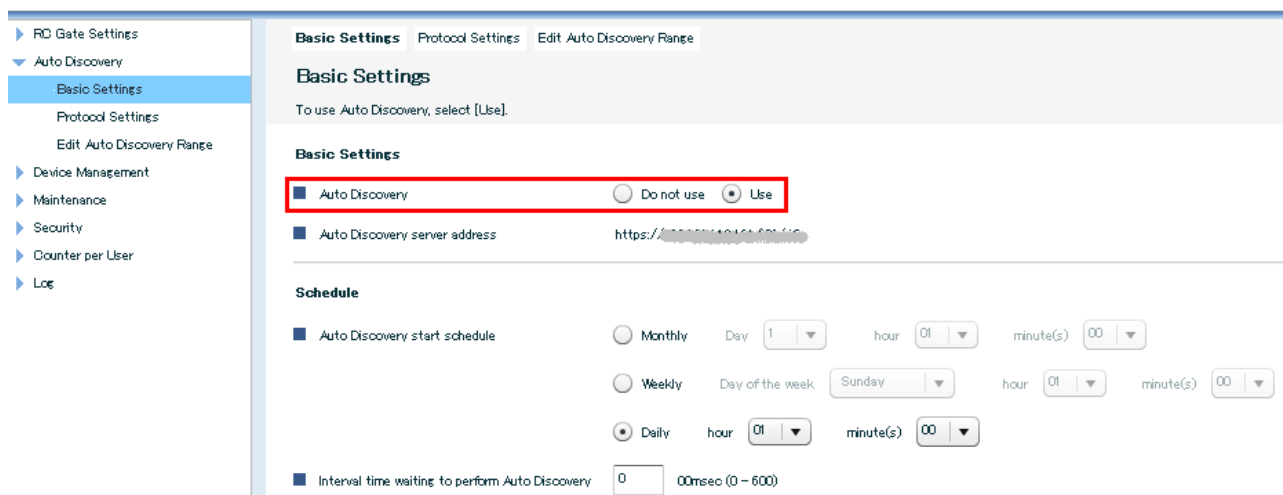 RC Gate Settings
Auto Discovery
Basic Settings
Protocol Settings
Edit Auto Discovery Range
Device Management
Maintenance
Security
Counter per User
Log
Basic Settings Protocol Settings Edit Auto Discovery Range
Basic Settings
To use Auto Discovery, select [Use].
Basic Settings
Auto Discovery Do not use Use
Auto Discovery server address https://
Schedule
Auto Discovery start schedule Monthly Day 1 hour 01 minute(s) 00
Weekly Day of the week Sunday hour 01 minute(s) 00
Daily hour 01 minute(s) 00
Interval time waiting to perform Auto Discovery 0 00msec (0 - 600)